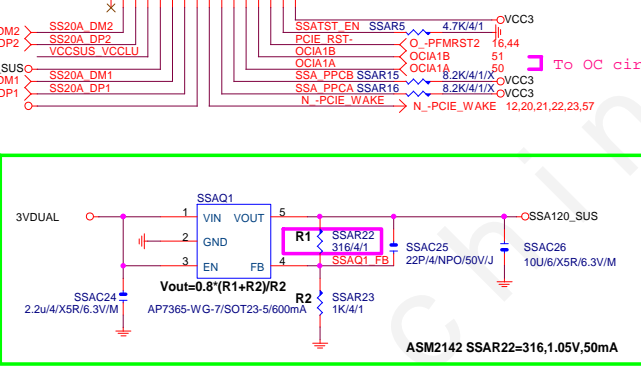 VCC3
SSATST_EN SSAR5 4.7K/4/1
DM2 SS20A_DM2
PCIE_RST- O_-PFMRST2 16,44
DP2 SS20A_DP2
OCIA1B OCIA1B 51
VCCSUS_VCCLU
OCIA1A OCIA1A 50
To OC cir
SUS
SSA_PPCB SSAR15 8.2K/4/1/X VCC3
DM1 SS20A_DM1
SSA_PPCA SSAR16 8.2K/4/1/X VCC3
DP1 SS20A_DP1
N_-PCIE_WAKE N_-PCIE_WAKE 12,20,21,22,23,57
SSAQ1
3VDUAL 1 VIN VOUT 5 SSA120_SUS
R1 SSAR22
316/4/1
2 GND
SSAC25
22P/4/NPO/50V/J
SSAC26
10U/6/X5R/6.3V/M
3 EN FB 4 SSAQ1_FB
Vout=0.8*(R1+R2)/R2
SSAC24
2.2u/4/X5R/6.3V/M
AP7365-WG-7/SOT23-5/600mA
R2 SSAR23
1K/4/1
ASM2142 SSAR22=316,1.05V,50mA
chin